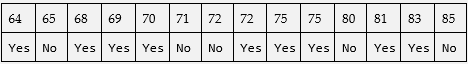 64 65 68 69 70 71 72 72 75 75 80 81 83 85
Yes No Yes Yes Yes No No Yes Yes Yes No Yes Yes No